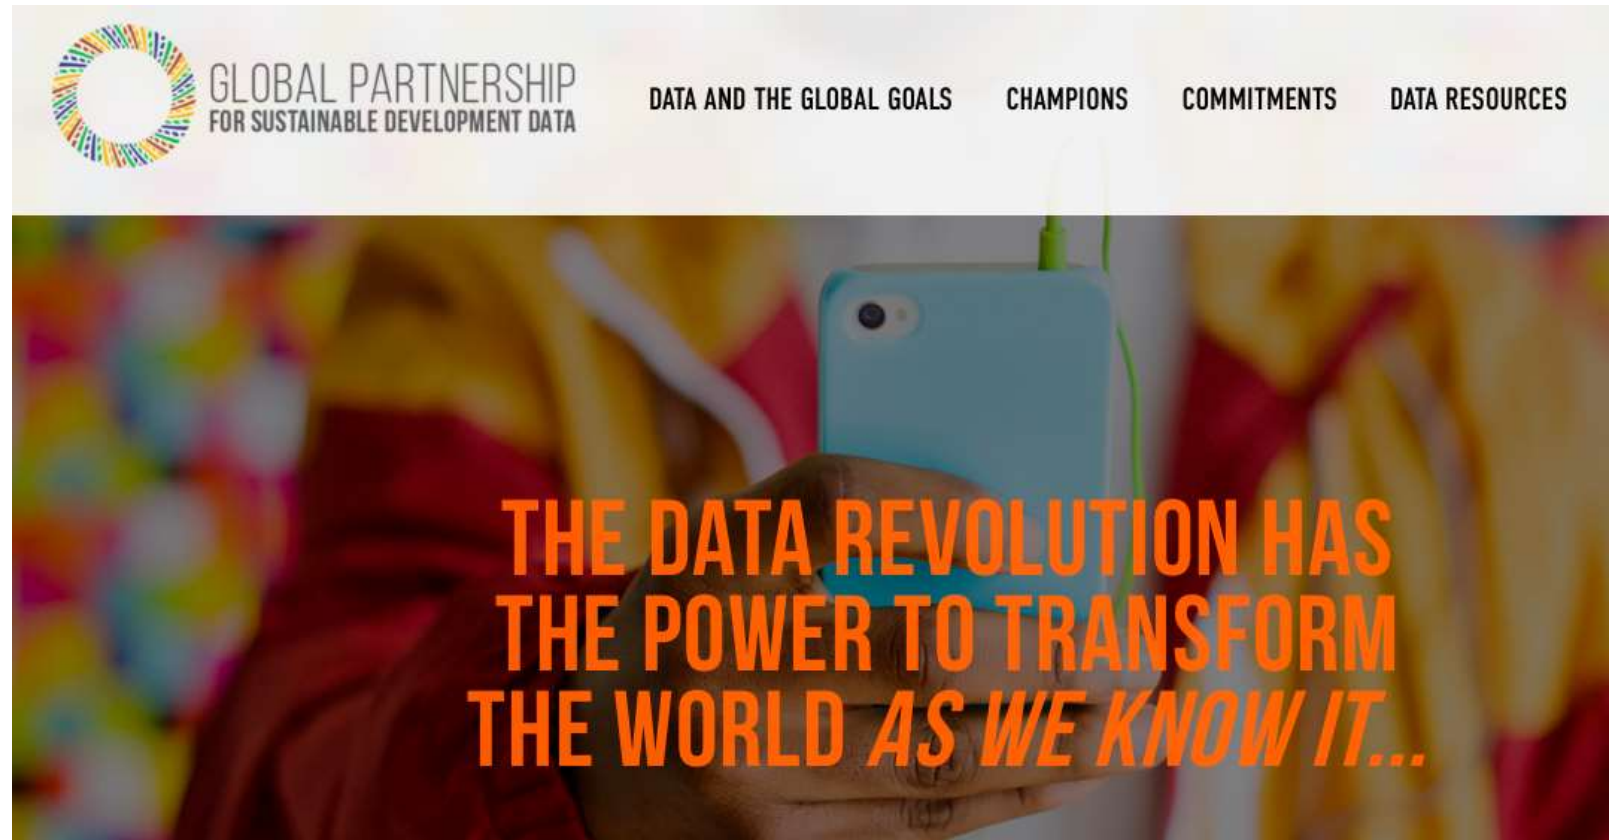 GLOBAL PARTNERSHIP
FOR SUSTAINABLE DEVELOPMENT DATA
DATA AND THE GLOBAL GOALS
CHAMPIONS
COMMITMENTS
DATA RESOURCES
THE DATA REVOLUTION HAS
THE POWER TO TRANSFORM
THE WORLD AS WE KNOW IT...